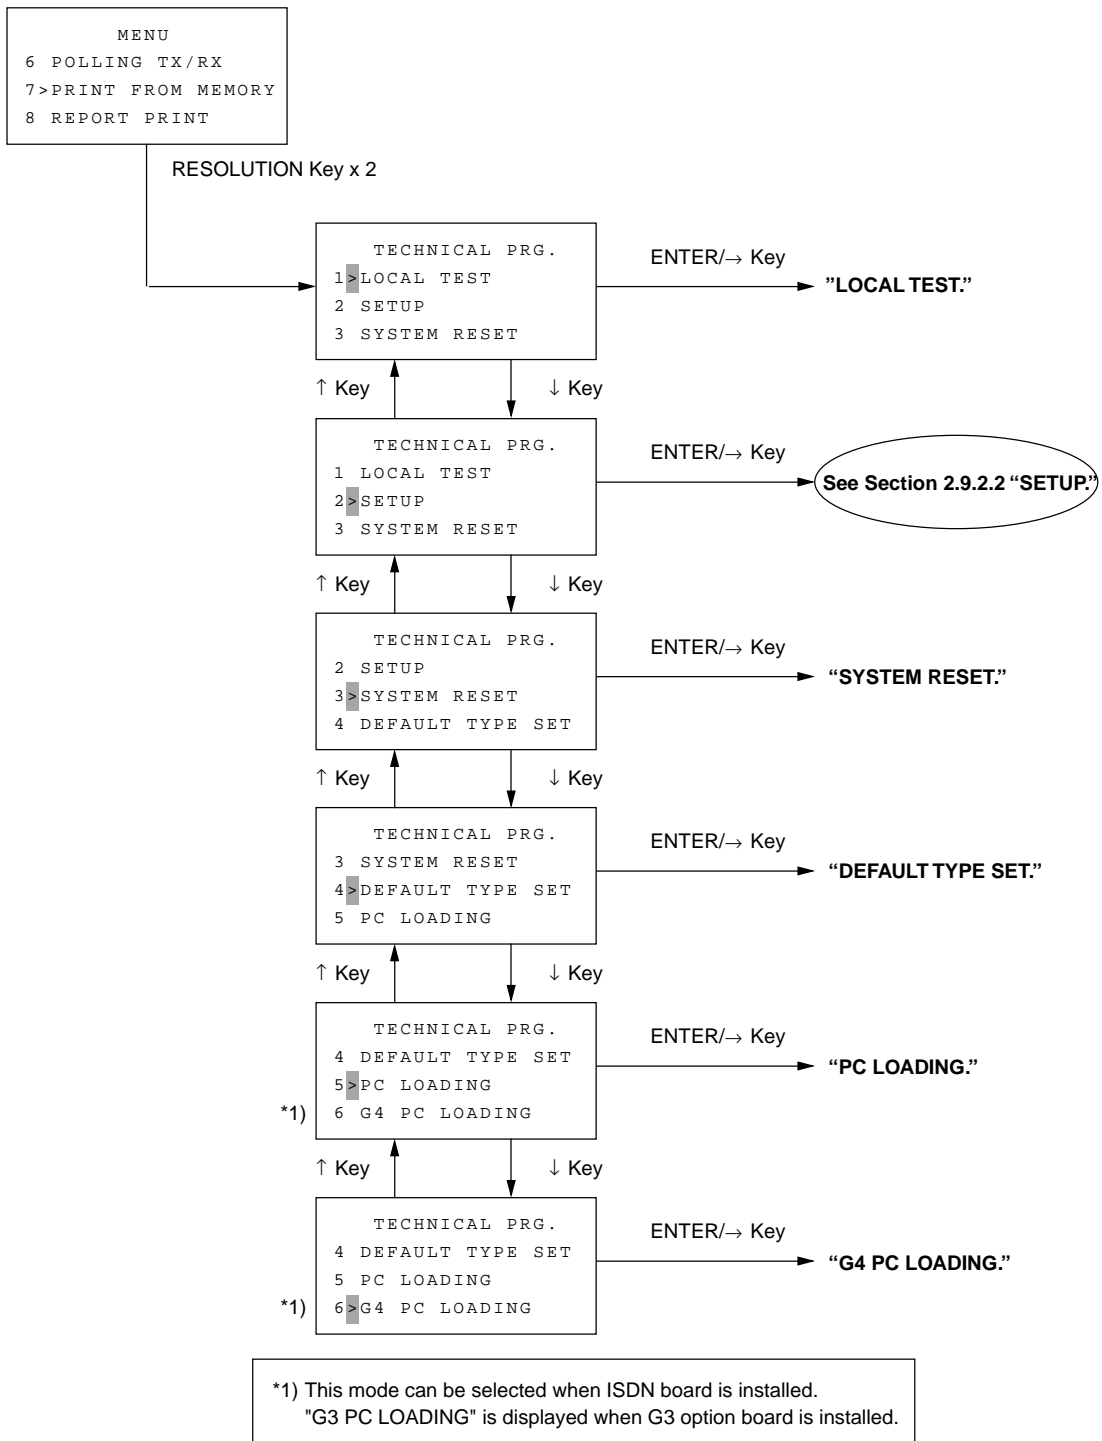 MENU
6 POLLING TX/RX
7>PRINT FROM MEMORY
8 REPORT PRINT
RESOLUTION Key x 2
TECHNICAL PRG.
1>LOCAL TEST
2 SETUP
3 SYSTEM RESET
ENTER/→ Key
”LOCAL TEST.”
↑ Key
↓ Key
TECHNICAL PRG.
1 LOCAL TEST
2>SETUP
3 SYSTEM RESET
ENTER/→ Key
See Section 2.9.2.2 “SETUP.”
↑ Key
↓ Key
TECHNICAL PRG.
2 SETUP
3>SYSTEM RESET
4 DEFAULT TYPE SET
ENTER/→ Key
“SYSTEM RESET.”
↑ Key
↓ Key
TECHNICAL PRG.
3 SYSTEM RESET
4>DEFAULT TYPE SET
5 PC LOADING
ENTER/→ Key
“DEFAULT TYPE SET.”
↑ Key
↓ Key
TECHNICAL PRG.
4 DEFAULT TYPE SET
5>PC LOADING
*1) 6 G4 PC LOADING
ENTER/→ Key
“PC LOADING.”
↑ Key
↓ Key
TECHNICAL PRG.
4 DEFAULT TYPE SET
5 PC LOADING
*1) 6>G4 PC LOADING
ENTER/→ Key
“G4 PC LOADING.”
*1) This mode can be selected when ISDN board is installed.
"G3 PC LOADING" is displayed when G3 option board is installed.